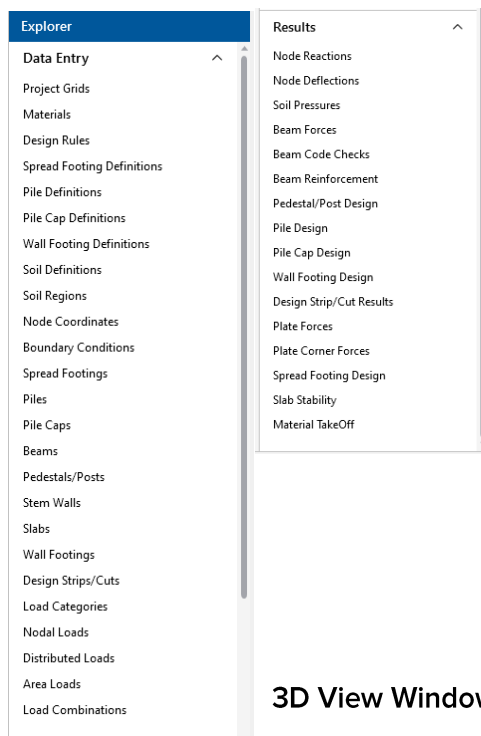 Explorer
Data Entry
Project Grids
Materials
Design Rules
Spread Footing Definitions
Pile Definitions
Pile Cap Definitions
Wall Footing Definitions
Soil Definitions
Soil Regions
Node Coordinates
Boundary Conditions
Spread Footings
Piles
Pile Caps
Beams
Pedestals/Posts
Stem Walls
Slabs
Wall Footings
Design Strips/Cuts
Load Categories
Nodal Loads
Distributed Loads
Area Loads
Load Combinations
Results
Node Reactions
Node Deflections
Soil Pressures
Beam Forces
Beam Code Checks
Beam Reinforcement
Pedestal/Post Design
Pile Design
Pile Cap Design
Wall Footing Design
Design Strip/Cut Results
Plate Forces
Plate Corner Forces
Spread Footing Design
Slab Stability
Material TakeOff
3D View Window